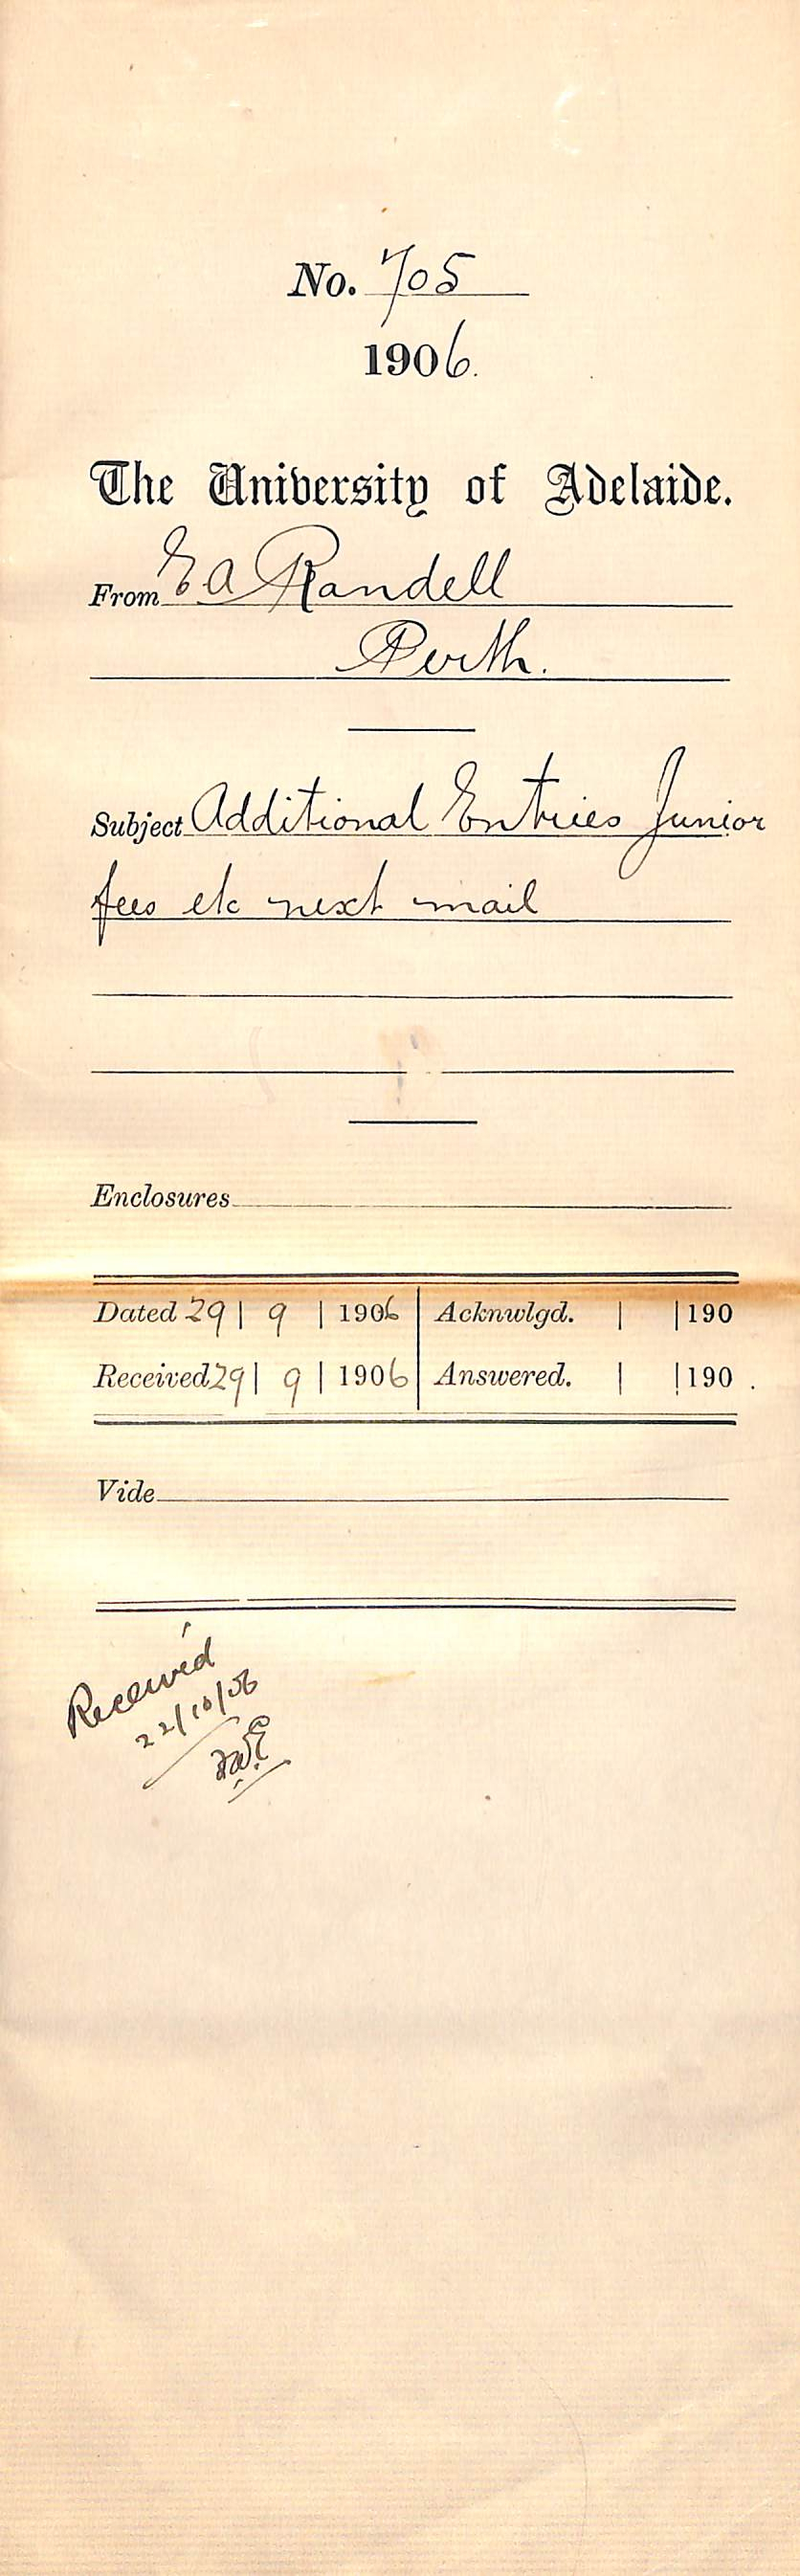 No. 705
1906.
The University of Adelaide.
From E A Randell
Perth.
Subject Additional Entries Junior
fees etc next mail
Enclosures
Dated 29 | 9 | 1906 Acknwlgd. | | 190
Received 29 | 9 | 1906 Answered. | | 190 .
Vide
Received
22/10/06